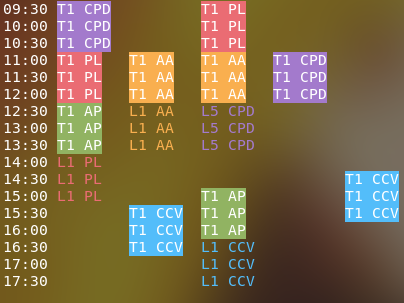 09:30 T1 CPD T1 PL
10:00 T1 CPD T1 PL
10:30 T1 CPD T1 PL
11:00 T1 PL T1 AA T1 AA T1 CPD
11:30 T1 PL T1 AA T1 AA T1 CPD
12:00 T1 PL T1 AA T1 AA T1 CPD
12:30 T1 AP L1 AA L5 CPD
13:00 T1 AP L1 AA L5 CPD
13:30 T1 AP L1 AA L5 CPD
14:00 L1 PL
14:30 L1 PL T1 CCV
15:00 L1 PL T1 AP T1 CCV
15:30 T1 CCV T1 AP T1 CCV
16:00 T1 CCV T1 AP
16:30 T1 CCV L1 CCV
17:00 L1 CCV
17:30 L1 CCV